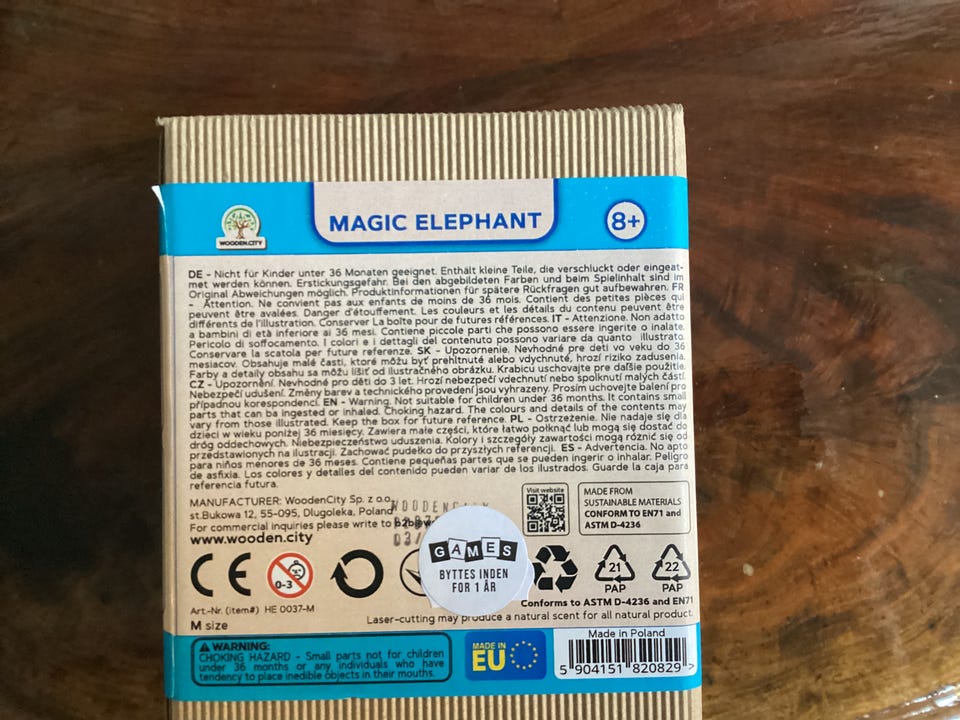 MAGIC ELEPHANT
8+
WOODEN.CITY
DE - Nicht für Kinder unter 36 Monaten geeignet. Enthält kleine Teile, die verschluckt oder eingeat-
met werden können. Erstickungsgefahr. Bei den abgebildeten Farben und beim Spielinhalt sind im
Original Abweichungen möglich. Produktinformationen für spätere Rückfragen gut aufbewahren. FR
- Attention. Ne convient pas aux enfants de moins de 36 mois. Contient des petites pièces qui
peuvent être avalées. Danger d'étouffement. Les couleurs et les détails du contenu peuvent être
différents de l'illustration. Conserver La boîte pour de futures références. IT - Attenzione. Non adatto
a bambini di età inferiore ai 36 mesi. Contiene piccole parti che possono essere ingerite o inalate.
Pericolo di soffocamento. I colori e i dettagli del contenuto possono variare da quanto illustrato.
Conservare la scatola per future referenze. SK - Upozornenie. Nevhodné pre deti vo veku do 36
mesiacov. Obsahuje malé časti, ktoré môžu byť prehltnuté alebo vdychnuté, hrozí riziko zadusenia.
Farby a detaily obsahu sa môžu líšiť od ilustračného obrázku. Krabicu uschovajte pre ďalšie použitie.
CZ - Upozornění. Nevhodné pro děti do 3 let. Hrozí nebezpečí vdechnutí nebo spolknutí malých částí.
Nebezpečí udušení. Změny barev a technického provedení jsou vyhrazeny. Prosím uchovejte balení pro
případnou korespondenci. EN - Warning. Not suitable for children under 36 months. It contains small
parts that can be ingested or inhaled. Choking hazard. The colours and details of the contents may
vary from those illustrated. Keep the box for future reference. PL - Ostrzeżenie. Nie nadaje się dla
dzieci w wieku poniżej 36 miesięcy. Zawiera małe części, które łatwo połknąć lub mogą się dostać do
dróg oddechowych. Niebezpieczeństwo uduszenia. Kolory i szczegóły zawartości mogą różnić się od
przedstawionych na ilustracji. Zachować pudełko do przyszłych referencji. ES - Advertencia. No apto
para niños menores de 36 meses. Contiene pequeñas partes que se pueden ingerir o inhalar. Peligro
de asfixia. Los colores y detalles del contenido pueden variar de los ilustrados. Guarde la caja para
referencia futura.
MANUFACTURER: WoodenCity Sp. z o.o.
st.Bukowa 12, 55-095, Długołeka, Poland
For commercial inquiries please write to
www.wooden.city
WOODENCITY
03/
Visit website
MADE FROM
SUSTAINABLE MATERIALS
CONFORM TO EN71 and
ASTM D-4236
GAMES
BYTTES INDEN
FOR 1 ÅR
CE
0-3
21
PAP
22
PAP
Conforms to ASTM D-4236 and EN71
Art.-Nr. (item#) HE 0037-M
Laser-cutting may produce a natural scent for all natural product.
M size
WARNING:
CHOKING HAZARD - Small parts not for children
under 36 months or any individuals who have
tendency to place inedible objects in their mouths.
MADE IN
EU
Made in Poland
5 904151 820829 >